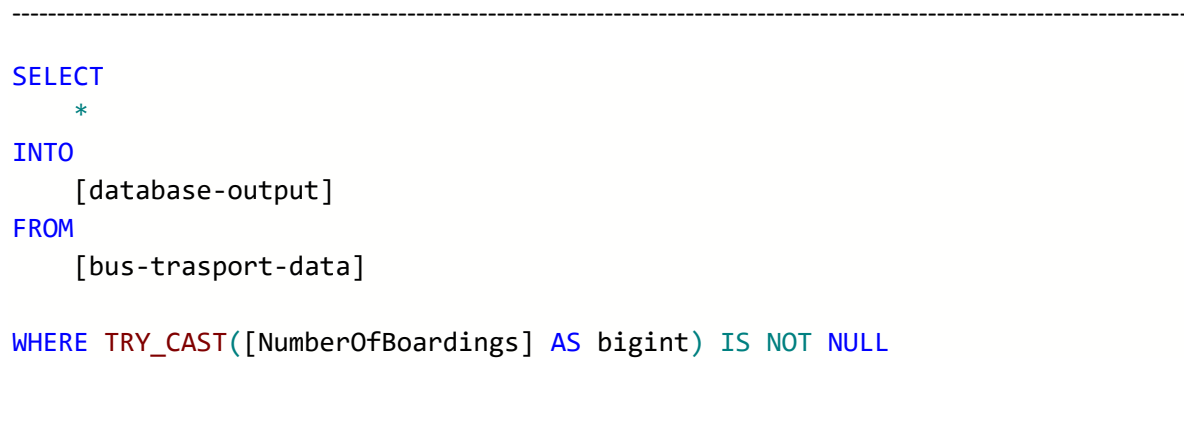 SELECT
*
INTO
[database-output]
FROM
[bus-trasport-data]
WHERE TRY_CAST([NumberOfBoardings] AS bigint) IS NOT NULL